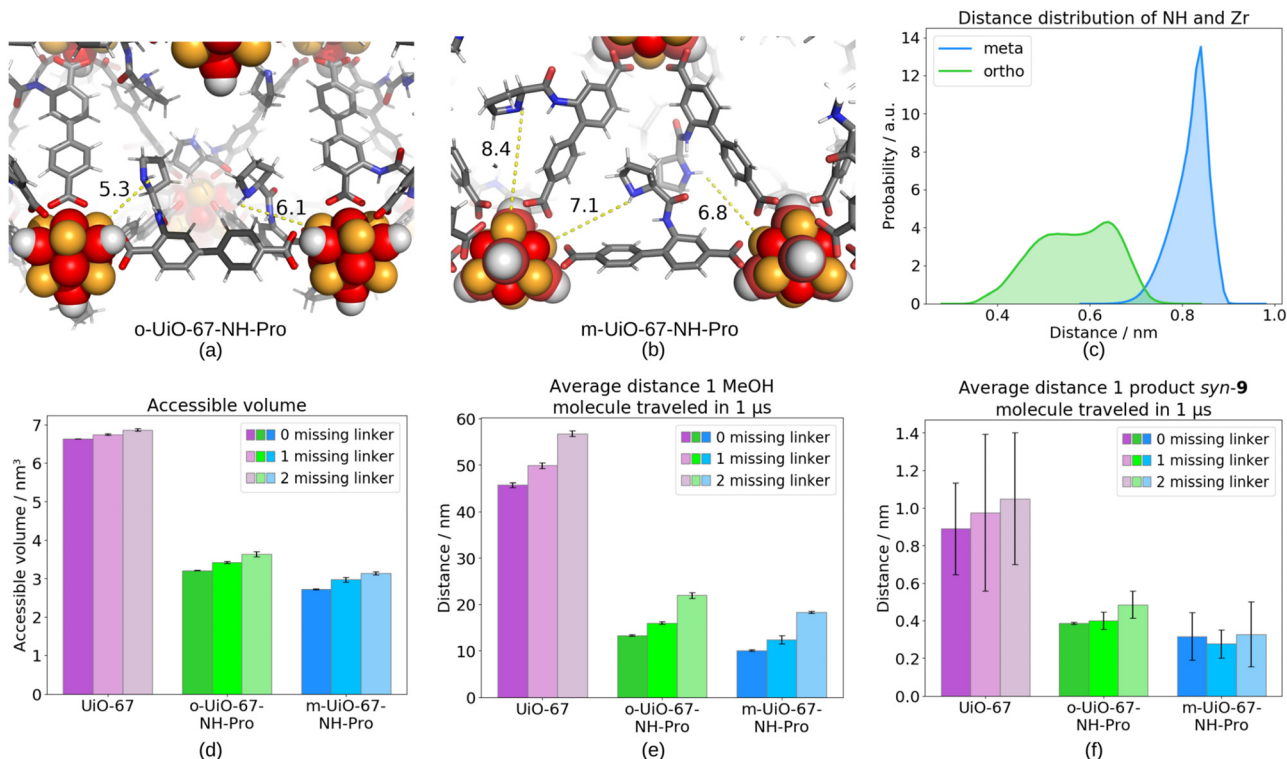 5.3
6.1
o-UiO-67-NH-Pro
(a)
8.4
7.1
6.8
m-UiO-67-NH-Pro
(b)
Distance distribution of NH and Zr
meta
ortho
Probability / a.u.
14
12
10
8
6
4
2
0
0.4
0.6
0.8
1.0
Distance / nm
(c)
Accessible volume
0 missing linker
1 missing linker
2 missing linker
Accessible volume / nm³
7
6
5
4
3
2
1
0
UiO-67
o-UiO-67-
NH-Pro
m-UiO-67-
NH-Pro
(d)
Average distance 1 MeOH
molecule traveled in 1 μs
0 missing linker
1 missing linker
2 missing linker
Distance / nm
60
50
40
30
20
10
0
UiO-67
o-UiO-67-
NH-Pro
m-UiO-67-
NH-Pro
(e)
Average distance 1 product syn-9
molecule traveled in 1 μs
0 missing linker
1 missing linker
2 missing linker
Distance / nm
1.4
1.2
1.0
0.8
0.6
0.4
0.2
0.0
UiO-67
o-UiO-67-
NH-Pro
m-UiO-67-
NH-Pro
(f)